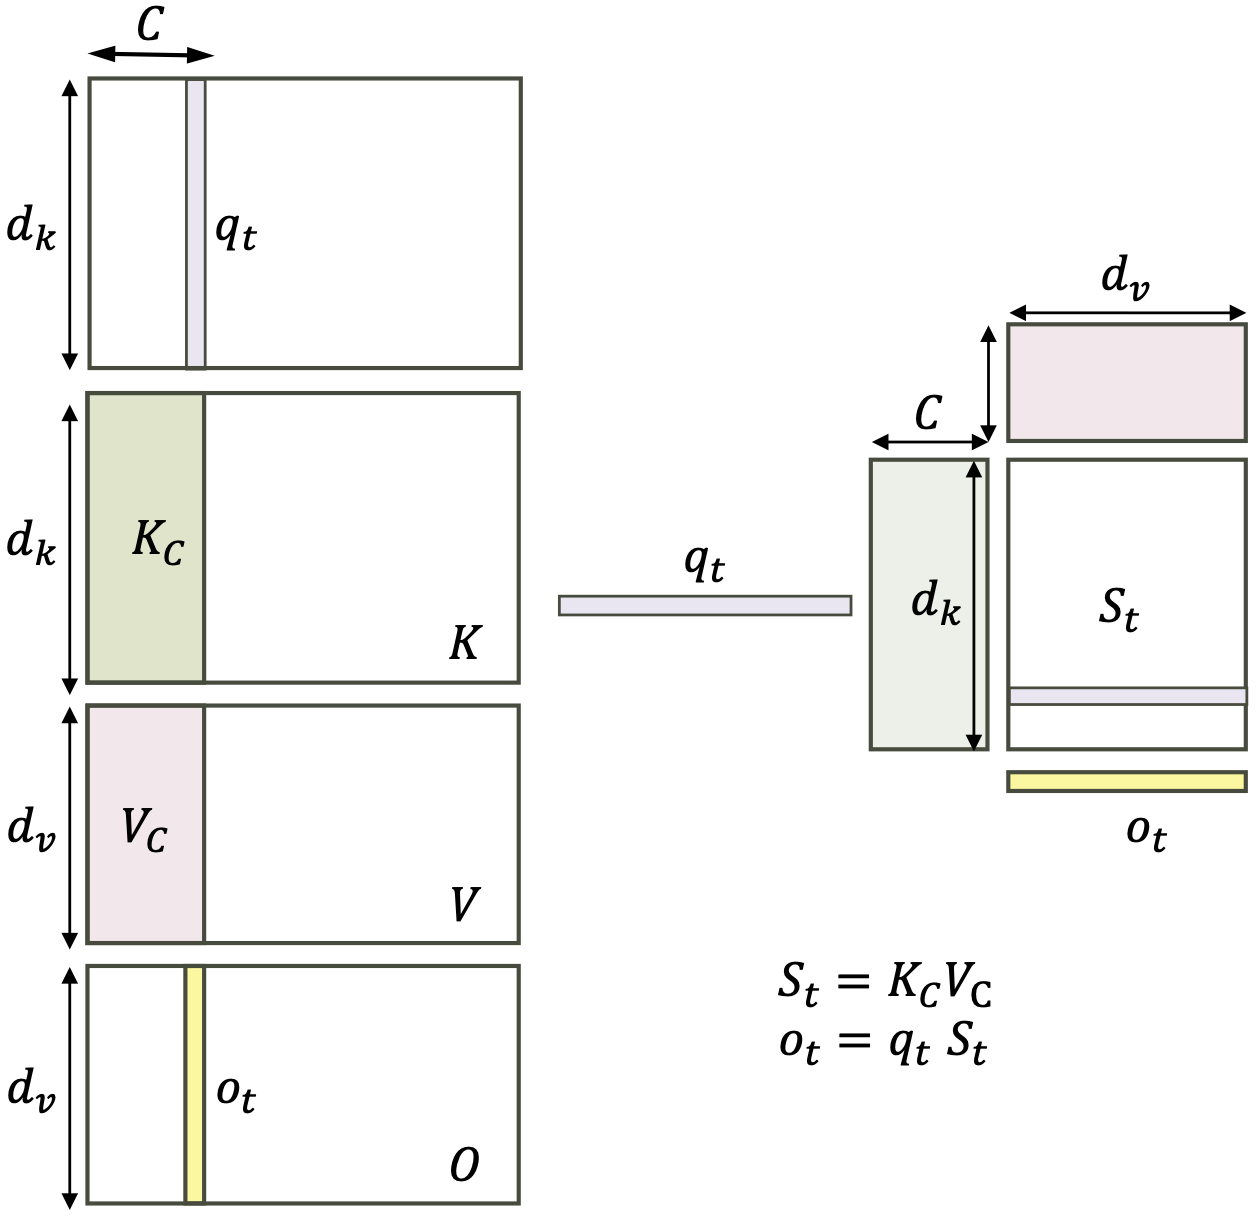 C
d_k
q_t
d_k
K_C
K
d_v
V_C
V
d_v
o_t
O
q_t
C
d_k
d_v
S_t
o_t
S_t = K_C V_C
o_t = q_t S_t